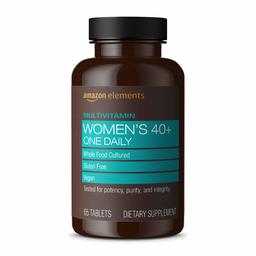 amazon elements
MULTIVITAMIN
WOMEN'S 40+
ONE DAILY
Whole Food Cultured
Gluten Free
Vegan
Tested for potency, purity, and integrity.
65 TABLETS DIETARY SUPPLEMENT